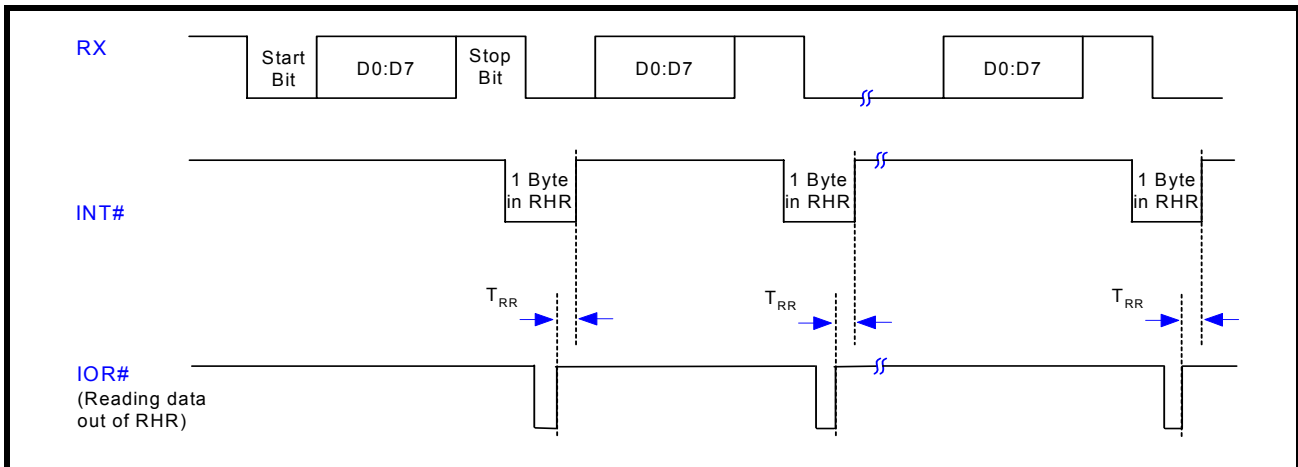 RX
Start
Bit
D0:D7
Stop
Bit
D0:D7
D0:D7
INT#
1 Byte
in RHR
1 Byte
in RHR
1 Byte
in RHR
TRR
TRR
TRR
IOR#
(Reading data
out of RHR)